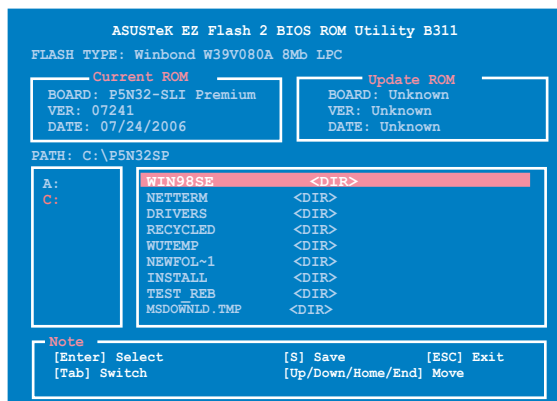 ASUSTeK EZ Flash 2 BIOS ROM Utility B311
FLASH TYPE: Winbond W39V080A 8Mb LPC
Current ROM
BOARD: P5N32-SLI Premium
VER: 07241
DATE: 07/24/2006
Update ROM
BOARD: Unknown
VER: Unknown
DATE: Unknown
PATH: C:\P5N32SP
A:
C:
WIN98SE <DIR>
NETTERM <DIR>
DRIVERS <DIR>
RECYCLED <DIR>
WUTEMP <DIR>
NEWFOL~1 <DIR>
INSTALL <DIR>
TEST_REB <DIR>
MSDOWNLD.TMP <DIR>
Note
[Enter] Select [S] Save [ESC] Exit
[Tab] Switch [Up/Down/Home/End] Move